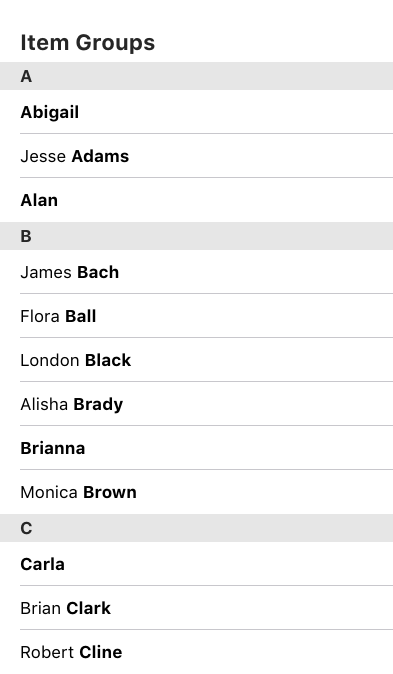 Item Groups
A
Abigail
Jesse Adams
Alan
B
James Bach
Flora Ball
London Black
Alisha Brady
Brianna
Monica Brown
C
Carla
Brian Clark
Robert Cline